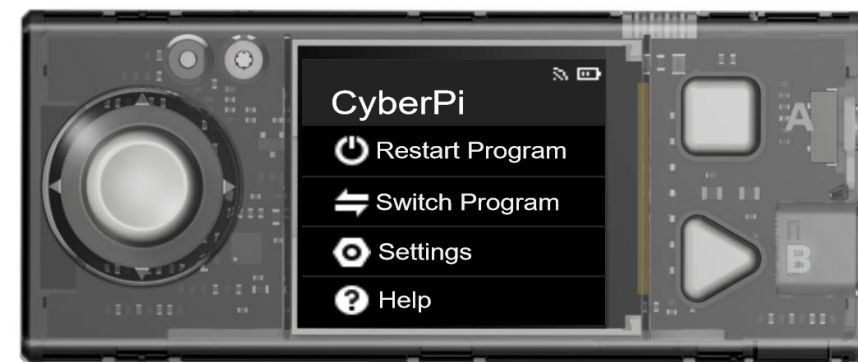 CyberPi
Restart Program
Switch Program
Settings
Help
A
B